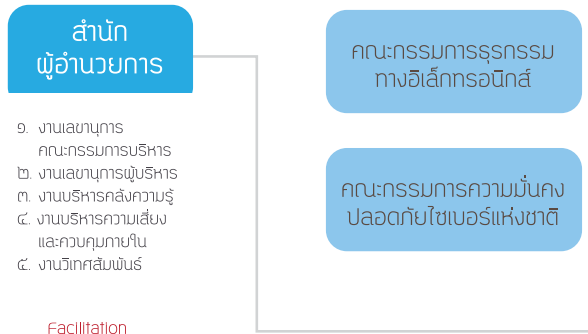 สำนัก
ผู้อำนวยการ
๑. งานเลขานุการ
คณะกรรมการบริหาร
๒. งานเลขานุการผู้บริหาร
๓. งานบริหารคลังความรู้
๔. งานบริหารความเสี่ยง
และควบคุมภายใน
๕. งานวิเทศสัมพันธ์
Facilitation
คณะกรรมการธุรกรรม
ทางอิเล็กทรอนิกส์
คณะกรรมการความมั่นคง
ปลอดภัยไซเบอร์แห่งชาติ